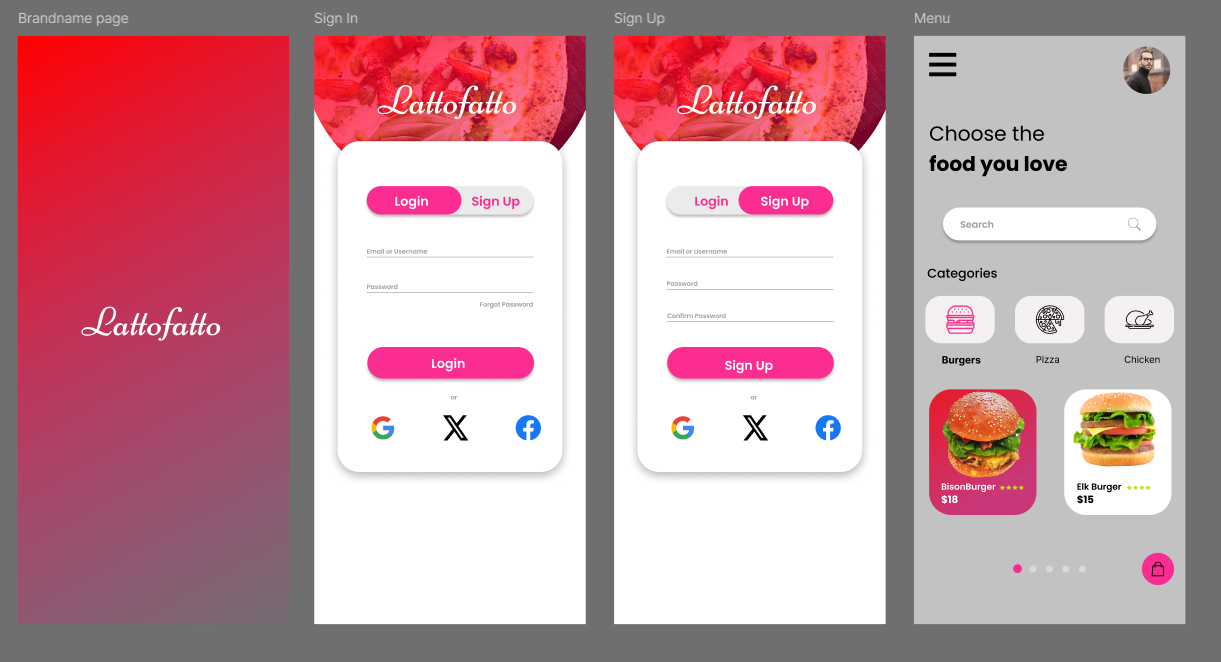 Brandname page
Lattofatto
Sign In
Lattofatto
Login
Sign Up
Email or Username
Password
Forgot Password
Login
or
Sign Up
Lattofatto
Login
Sign Up
Email or Username
Password
Confirm Password
Sign Up
or
Menu
Choose the
food you love
Search
Categories
Burgers
Pizza
Chicken
BisonBurger
$18
Elk Burger
$15